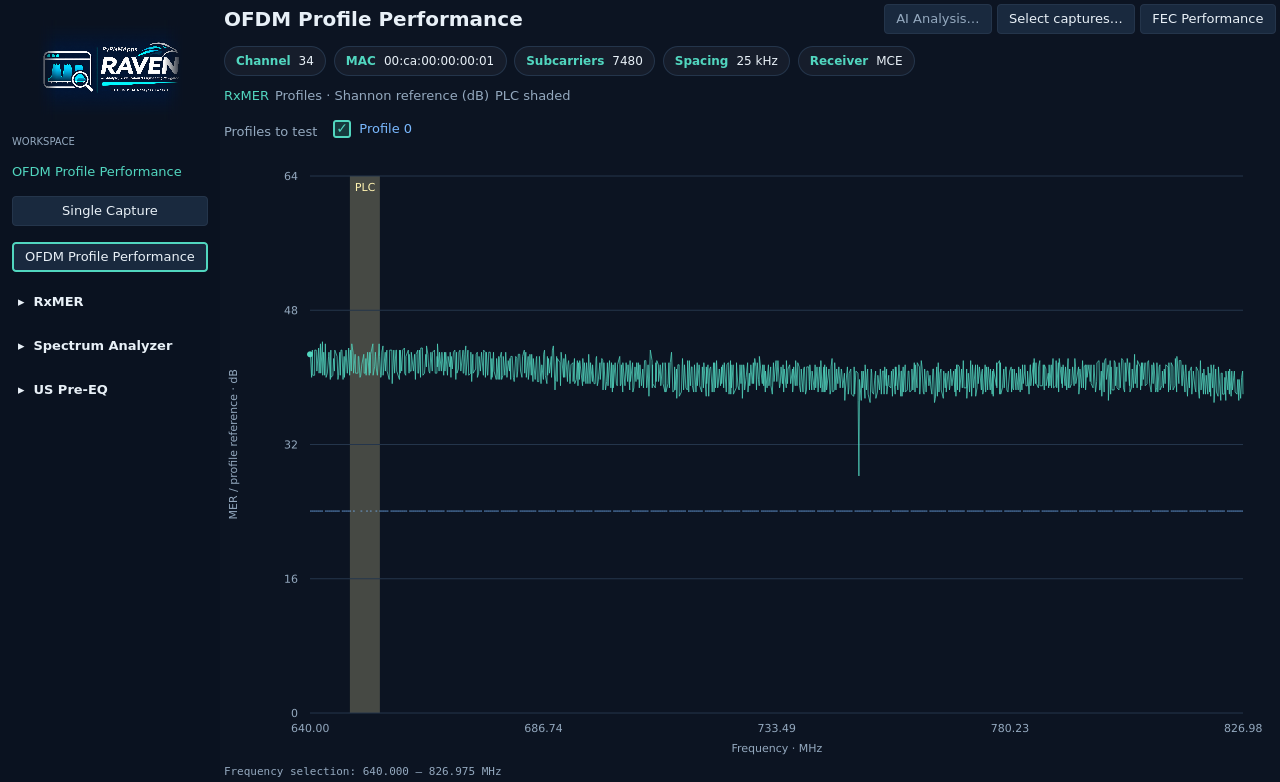 OFDM Profile Performance
AI Analysis...
Select captures...
FEC Performance
RAVEN
Channel 34
MAC 00:ca:00:00:00:01
Subcarriers 7480
Spacing 25 kHz
Receiver MCE
RxMER Profiles · Shannon reference (dB) PLC shaded
Profiles to test
✓ Profile 0
WORKSPACE
OFDM Profile Performance
Single Capture
OFDM Profile Performance
▸ RxMER
▸ Spectrum Analyzer
▸ US Pre-EQ
PLC
64
48
32
16
0
MER / profile reference · dB
640.00
686.74
733.49
780.23
826.98
Frequency · MHz
Frequency selection: 640.000 — 826.975 MHz